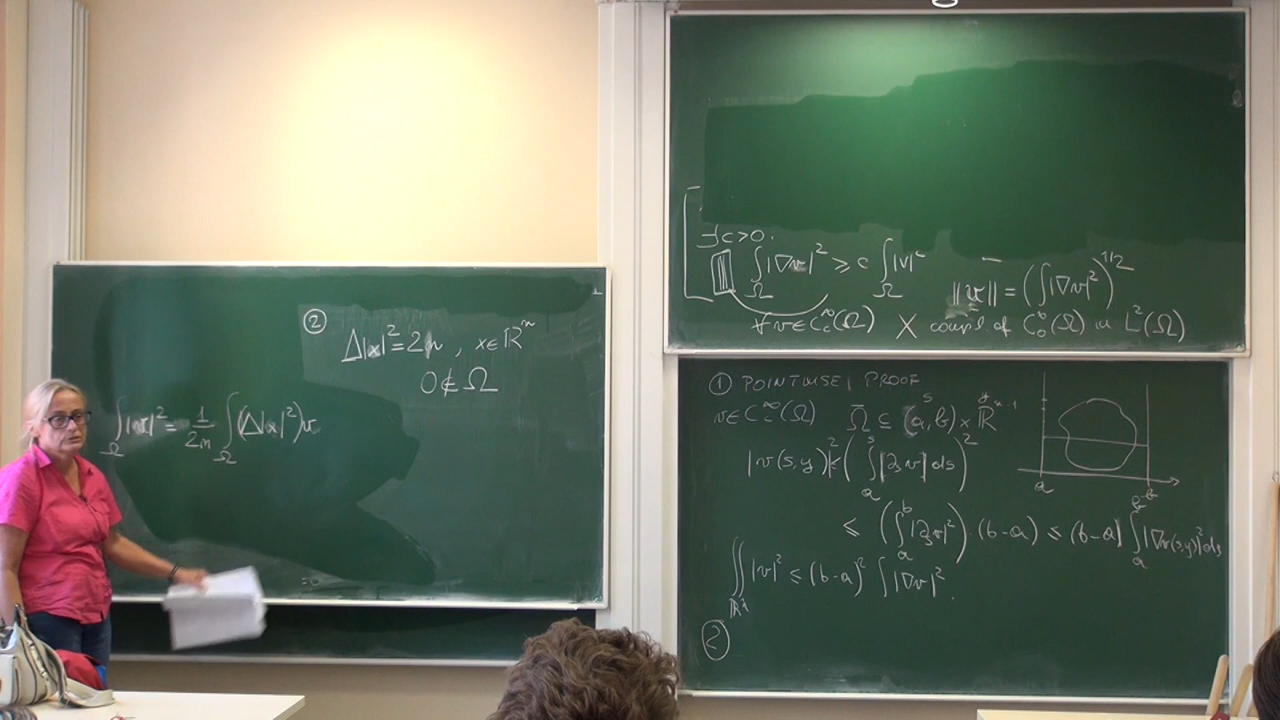 ②
Δ|x|²=2n , x∈ℝⁿ
0∉Ω
∫_Ω |v|² = 1/2n ∫_Ω (Δ|x|²)v
=0
∃ c>0.
∫_Ω |∇v|² ≥ c ∫_Ω |v|²
‖v‖ = (∫|∇v|²)^{1/2}
∀v∈C_c^∞(Ω) X compl of C_0^∞(Ω) in L²(Ω)
① POINTWISE PROOF
v∈C_c^∞(Ω) Ω̄ ⊆ (a,b)×ℝ^{n-1}
|v(s,y)|² ≤ (∫_a^s |∂_s v| ds)²
a b
≤ (∫_a^b |∂_s v|²)·(b-a) ≤ (b-a) ∫_a^b |∇v(s,y)|² ds
∬ |v|² ≤ (b-a)² ∫ |∇v|².
②